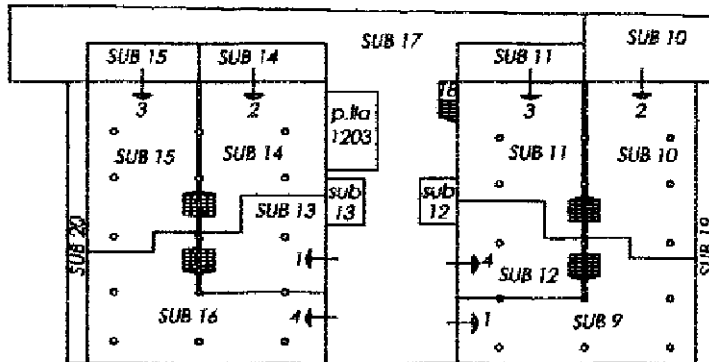 SUB 10
SUB 17
SUB 15
SUB 14
SUB 11
3
2
3
2
18
p.lla
1203
SUB 15
SUB 14
SUB 11
SUB 10
SUB 13
sub
13
sub
12
SUB 20
SUB 19
1
4
SUB 12
SUB 16
4
1
SUB 9